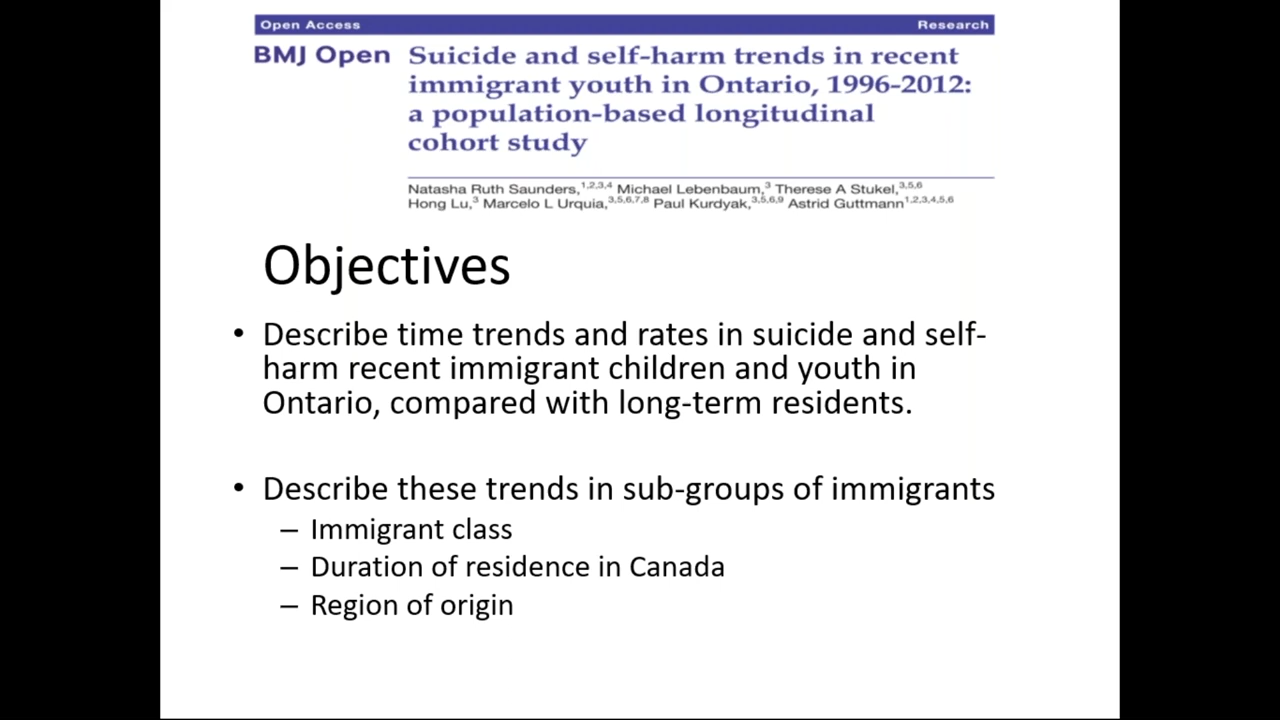 Open Access Research
BMJ Open Suicide and self-harm trends in recent
immigrant youth in Ontario, 1996-2012:
a population-based longitudinal
cohort study
Natasha Ruth Saunders,1,2,3,4 Michael Lebenbaum,3 Therese A Stukel,3,5,6
Hong Lu,3 Marcelo L Urquia,3,5,6,7,8 Paul Kurdyak,3,5,6,9 Astrid Guttmann1,2,3,4,5,6
Objectives
• Describe time trends and rates in suicide and self-
harm recent immigrant children and youth in
Ontario, compared with long-term residents.
• Describe these trends in sub-groups of immigrants
– Immigrant class
– Duration of residence in Canada
– Region of origin